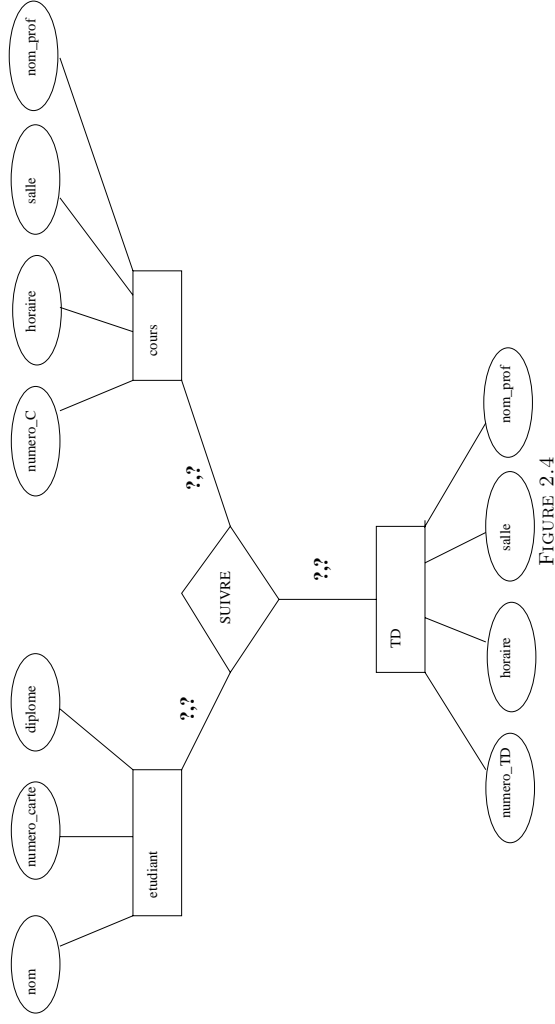 nom
numero_carte
diplome
numero_C
horaire
salle
nom_prof
etudiant
cours
?,?
?,?
SUIVRE
?,?
TD
numero_TD
horaire
salle
nom_prof
FIGURE 2.4